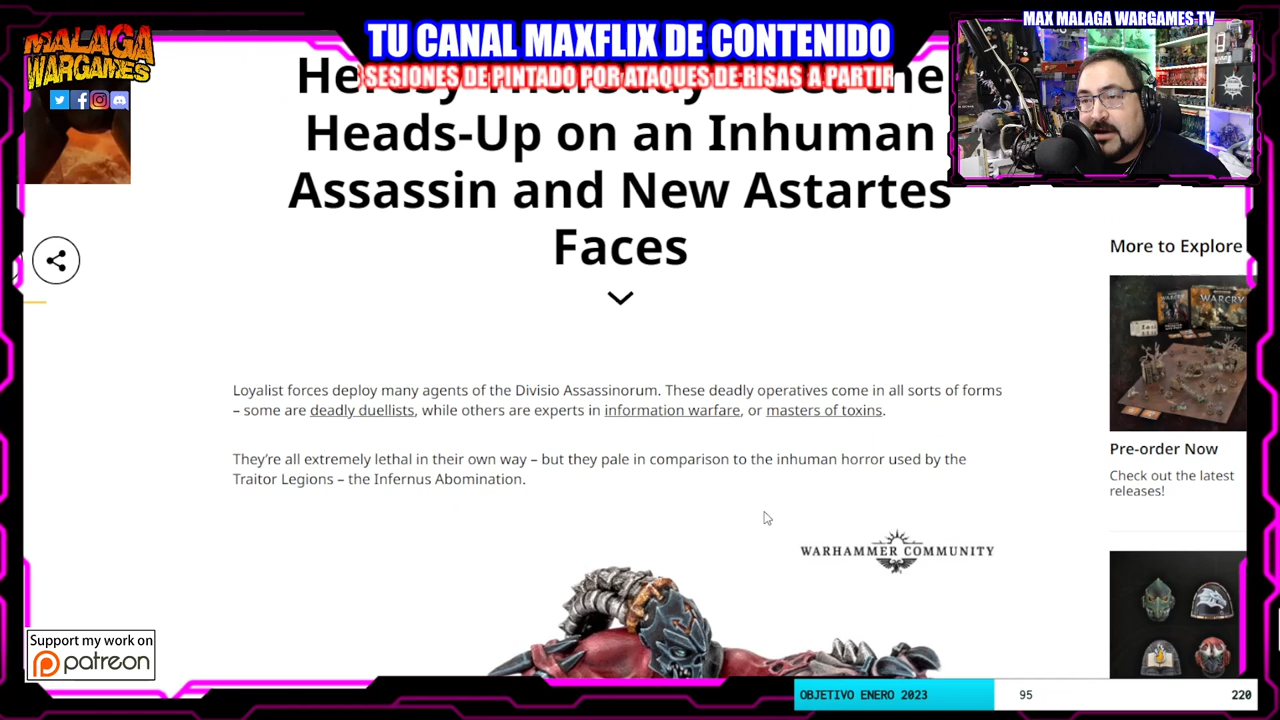 MALAGA
WARGAMES
TU CANAL MAXFLIX DE CONTENIDO
SESIONES DE PINTADO POR ATAQUES DE RISAS A PARTIR
MAX MALAGA WARGAMES TV
Heads-Up on an Inhuman
Assassin and New Astartes
Faces
More to Explore
WARCRY
Loyalist forces deploy many agents of the Divisio Assassinorum. These deadly operatives come in all sorts of forms
– some are deadly duellists, while others are experts in information warfare, or masters of toxins.
They're all extremely lethal in their own way – but they pale in comparison to the inhuman horror used by the
Traitor Legions – the Infernus Abomination.
Pre-order Now
Check out the latest
releases!
WARHAMMER COMMUNITY
Support my work on
patreon
OBJETIVO ENERO 2023
95
220